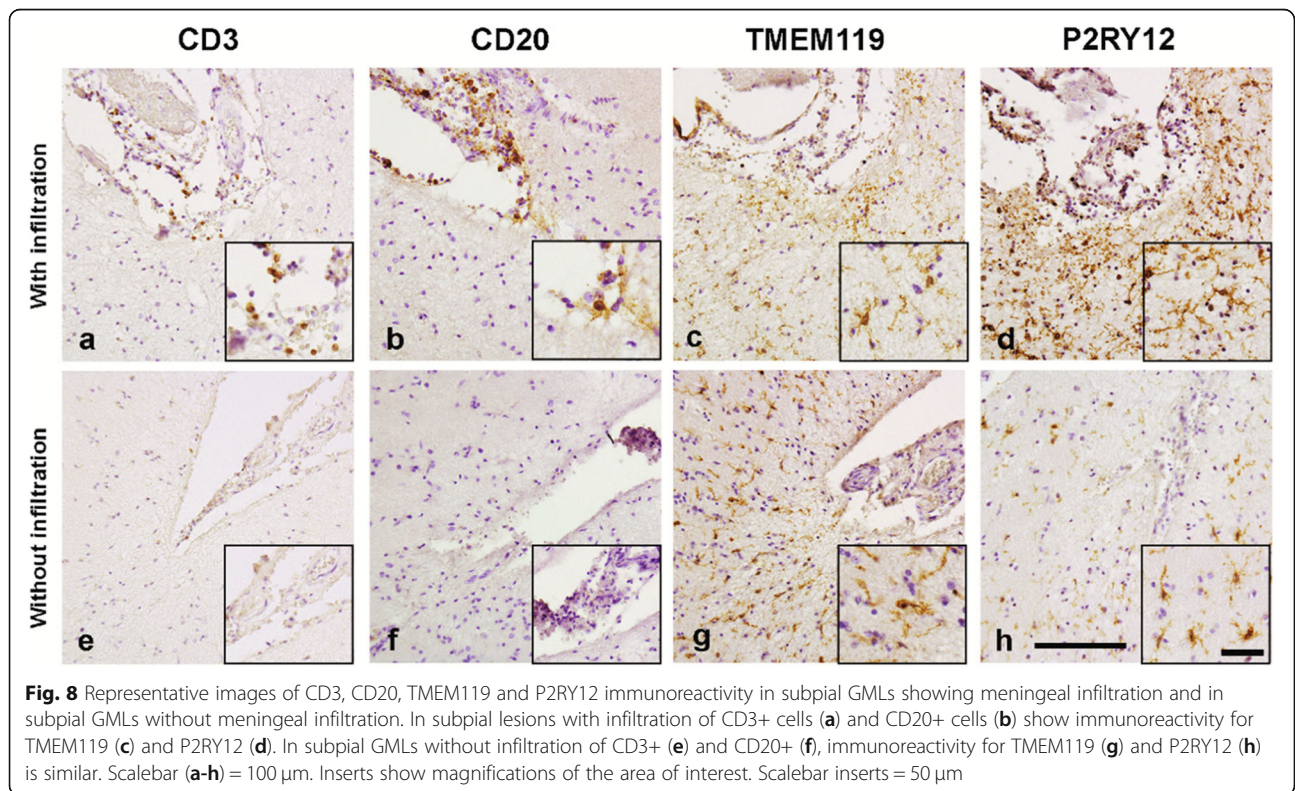 CD3 CD20 TMEM119 P2RY12
With infiltration
a b c d
Without infiltration
e f g h
Fig. 8 Representative images of CD3, CD20, TMEM119 and P2RY12 immunoreactivity in subpial GMLs showing meningeal infiltration and in
subpial GMLs without meningeal infiltration. In subpial lesions with infiltration of CD3+ cells (a) and CD20+ cells (b) show immunoreactivity for
TMEM119 (c) and P2RY12 (d). In subpial GMLs without infiltration of CD3+ (e) and CD20+ (f), immunoreactivity for TMEM119 (g) and P2RY12 (h)
is similar. Scalebar (a-h) = 100 μm. Inserts show magnifications of the area of interest. Scalebar inserts = 50 μm